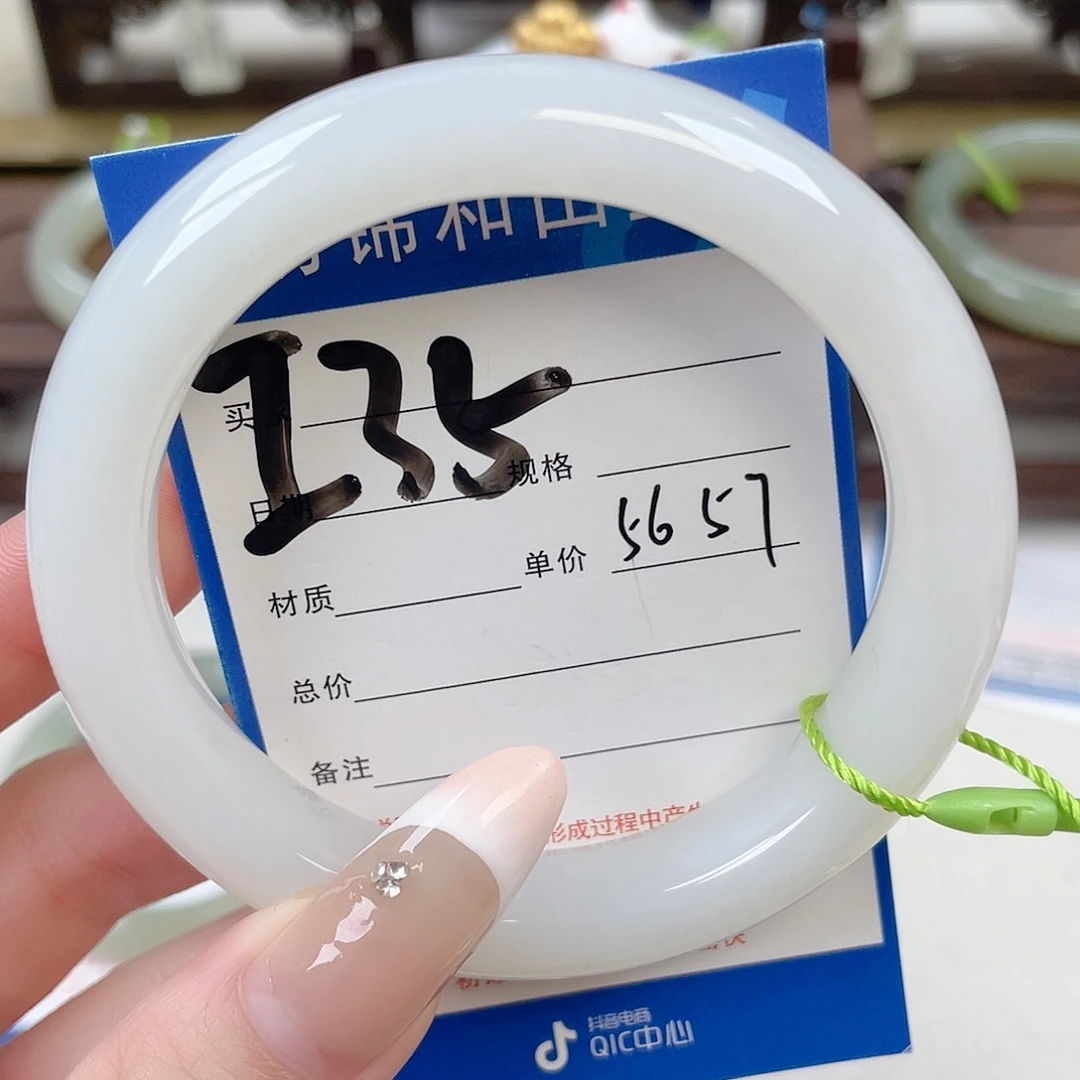 饰和田
235
买家
日期 规格
56 57
材质 单价
总价
备注
形成过程中产生
抖音电商
QIC中心